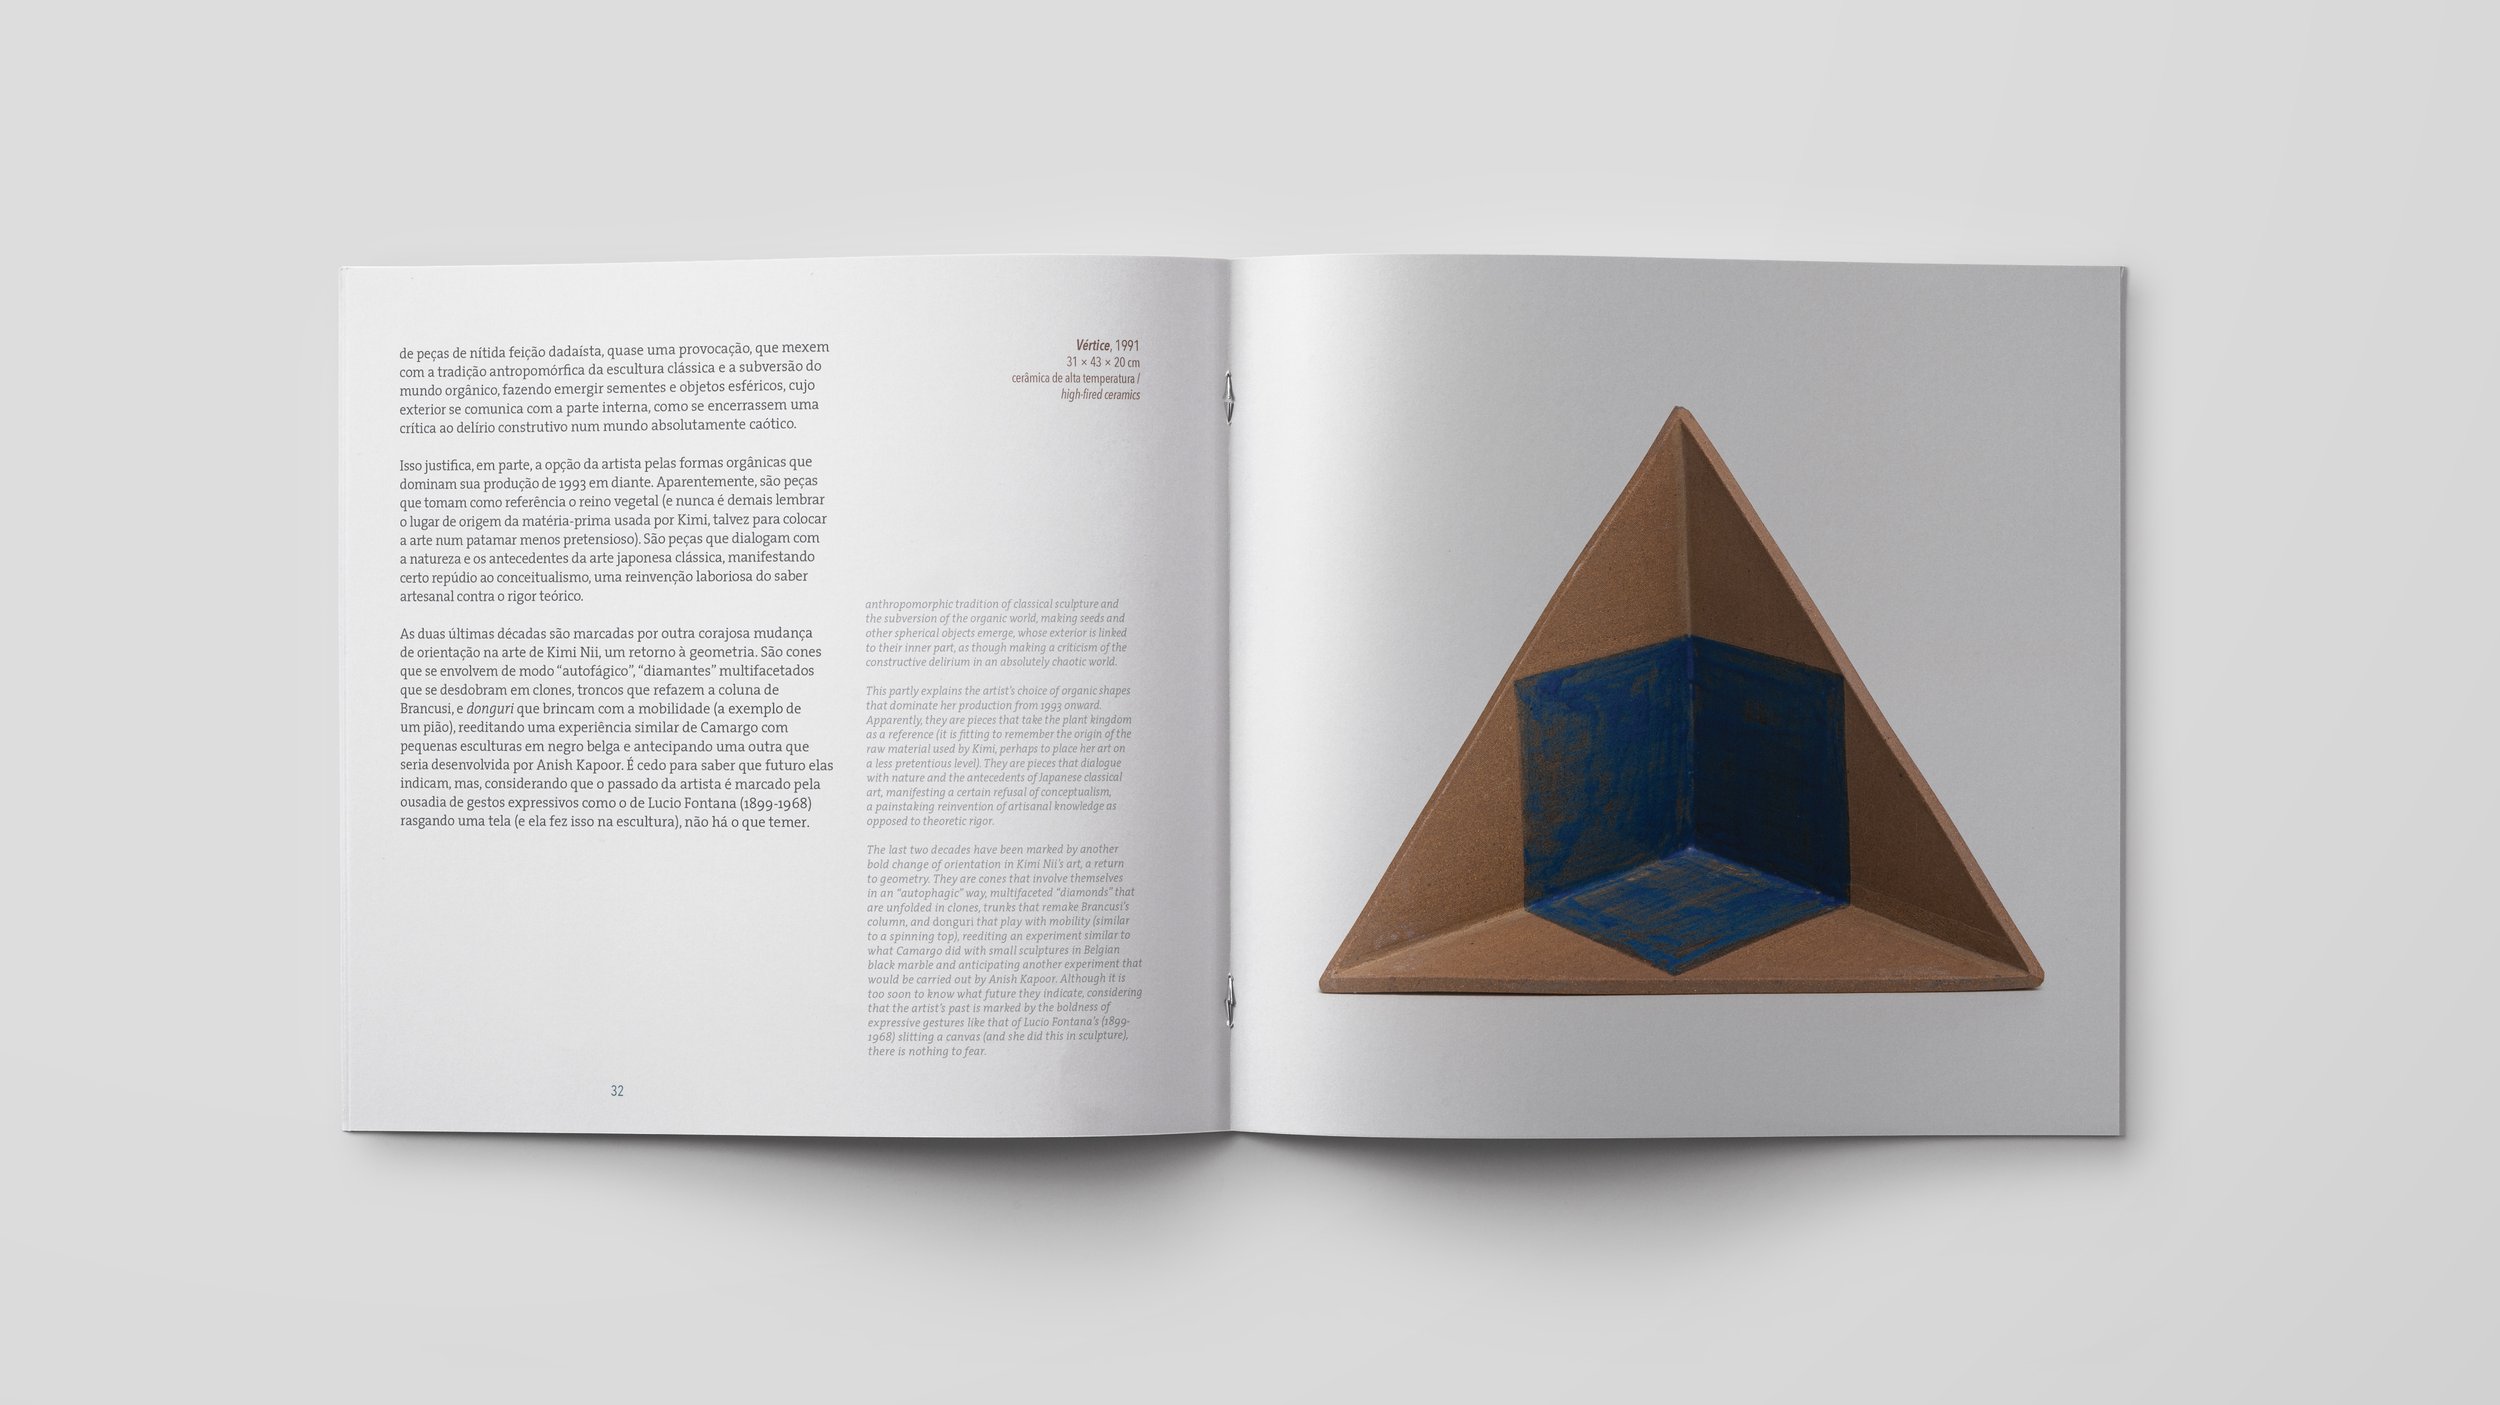 de peças de nítida feição dadaísta, quase uma provocação, que mexem
com a tradição antropomórfica da escultura clássica e a subversão do
mundo orgânico, fazendo emergir sementes e objetos esféricos, cujo
exterior se comunica com a parte interna, como se encerrassem uma
crítica ao delírio construtivo num mundo absolutamente caótico.
Isso justifica, em parte, a opção da artista pelas formas orgânicas que
dominam sua produção de 1993 em diante. Aparentemente, são peças
que tomam como referência o reino vegetal (e nunca é demais lembrar
o lugar de origem da matéria-prima usada por Kimi, talvez para colocar
a arte num patamar menos pretensioso). São peças que dialogam com
a natureza e os antecedentes da arte japonesa clássica, manifestando
certo repúdio ao conceitualismo, uma reinvenção laboriosa do saber
artesanal contra o rigor teórico.
As duas últimas décadas são marcadas por outra corajosa mudança
de orientação na arte de Kimi Nii, um retorno à geometria. São cones
que se envolvem de modo “autofágico”, “diamantes” multifacetados
que se desdobram em clones, troncos que refazem a coluna de
Brancusi, e donguri que brincam com a mobilidade (a exemplo de
um pião), reeditando uma experiência similar de Camargo com
pequenas esculturas em negro belga e antecipando uma outra que
seria desenvolvida por Anish Kapoor. É cedo para saber que futuro elas
indicam, mas, considerando que o passado da artista é marcado pela
ousadia de gestos expressivos como o de Lucio Fontana (1899-1968)
rasgando uma tela (e ela fez isso na escultura), não há o que temer.
Vértice, 1991
31 × 43 × 20 cm
cerâmica de alta temperatura /
high-fired ceramics
anthropomorphic tradition of classical sculpture and
the subversion of the organic world, making seeds and
other spherical objects emerge, whose exterior is linked
to their inner part, as though making a criticism of the
constructive delirium in an absolutely chaotic world.
This partly explains the artist's choice of organic shapes
that dominate her production from 1993 onward.
Apparently, they are pieces that take the plant kingdom
as a reference (it is fitting to remember the origin of the
raw material used by Kimi, perhaps to place her art on
a less pretentious level). They are pieces that dialogue
with nature and the antecedents of Japanese classical
art, manifesting a certain refusal of conceptualism,
a painstaking reinvention of artisanal knowledge as
opposed to theoretic rigor.
The last two decades have been marked by another
bold change of orientation in Kimi Nii's art, a return
to geometry. They are cones that involve themselves
in an “autophagic” way, multifaceted “diamonds” that
are unfolded in clones, trunks that remake Brancusi's
column, and donguri that play with mobility (similar
to a spinning top), reediting an experiment similar to
what Camargo did with small sculptures in Belgian
black marble and anticipating another experiment that
would be carried out by Anish Kapoor. Although it is
too soon to know what future they indicate, considering
that the artist's past is marked by the boldness of
expressive gestures like that of Lucio Fontana's (1899-
1968) slitting a canvas (and she did this in sculpture),
there is nothing to fear.
32